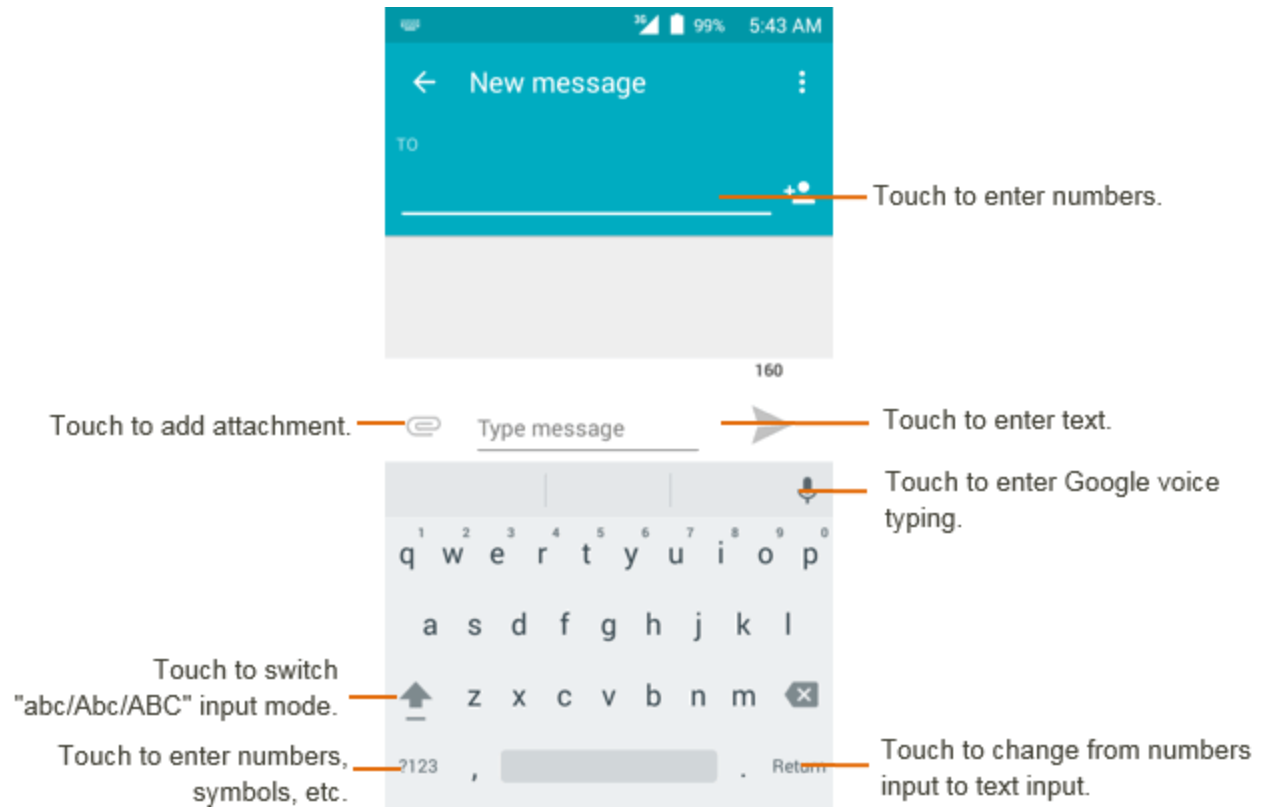 3G 99% 5:43 AM
New message
TO
Touch to enter numbers.
160
Touch to add attachment.
Type message
Touch to enter text.
Touch to enter Google voice
typing.
1 2 3 4 5 6 7 8 9 0
q w e r t y u i o p
a s d f g h j k l
Touch to switch
"abc/Abc/ABC" input mode.
z x c v b n m
Touch to enter numbers,
symbols, etc.
?123 , . Return
Touch to change from numbers
input to text input.